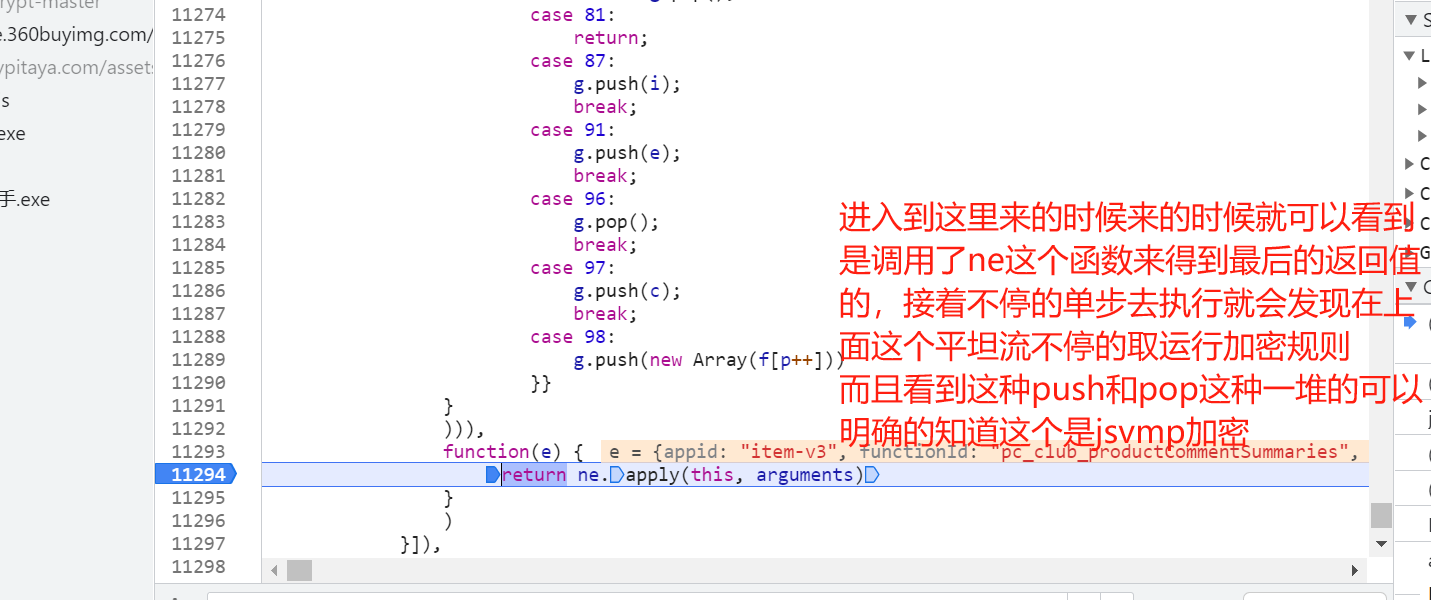 rypt-master
e.360buyimg.com/
ypitaya.com/assets
s
exe
手.exe
11274 case 81:
11275 return;
11276 case 87:
11277 g.push(i);
11278 break;
11279 case 91:
11280 g.push(e);
11281 break;
11282 case 96:
11283 g.pop();
11284 break;
11285 case 97:
11286 g.push(c);
11287 break;
11288 case 98:
11289 g.push(new Array(f[p++]))
11290 }}
11291 }
11292 ))),
11293 function(e) { e = {appid: "item-v3", functionId: "pc_club_productCommentSummaries",
11294 return ne.apply(this, arguments)
11295 }
11296 )
11297 }]),
11298
进入到这里来的时候来的时候就可以看到
是调用了ne这个函数来得到最后的返回值
的，接着不停的单步去执行就会发现在上
面这个平坦流不停的取运行加密规则
而且看到这种push和pop这种一堆的可以
明确的知道这个是jsvmp加密